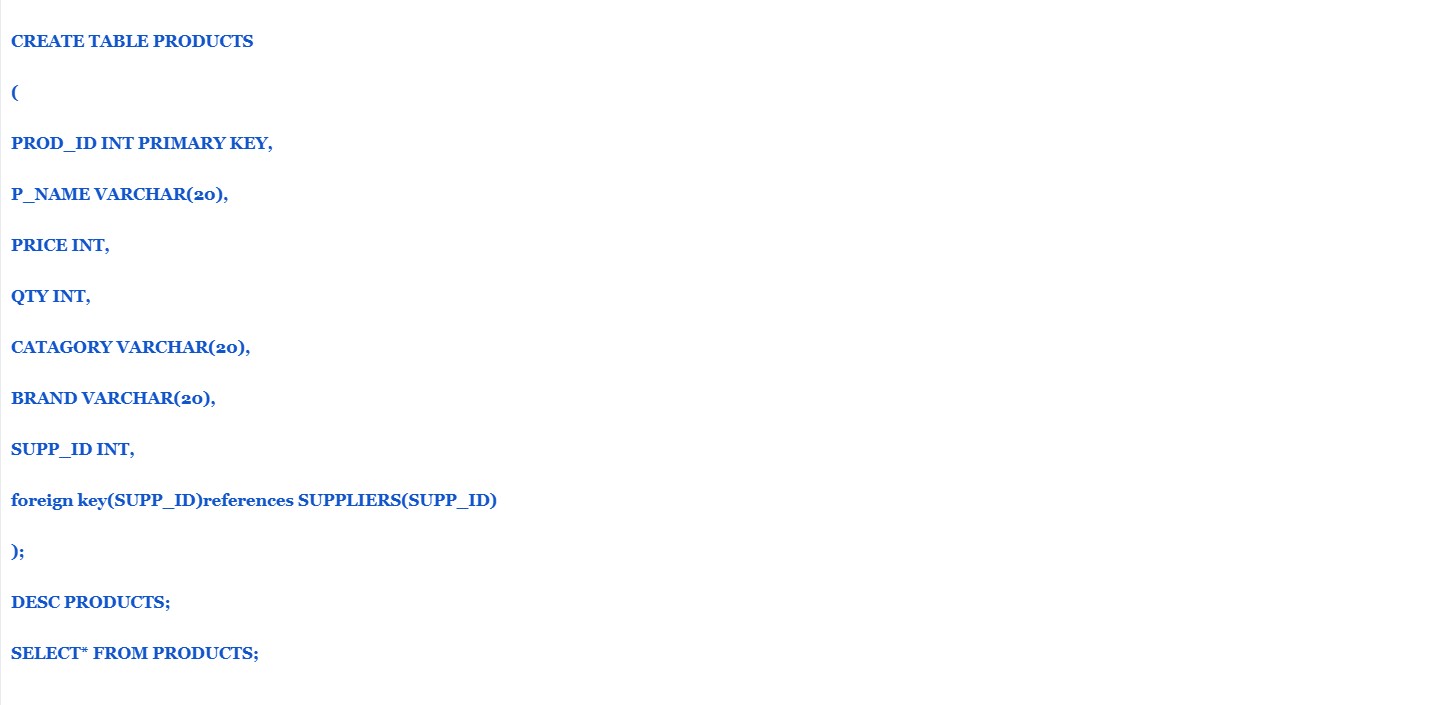 CREATE TABLE PRODUCTS
(
PROD_ID INT PRIMARY KEY,
P_NAME VARCHAR(20),
PRICE INT,
QTY INT,
CATAGORY VARCHAR(20),
BRAND VARCHAR(20),
SUPP_ID INT,
foreign key(SUPP_ID)references SUPPLIERS(SUPP_ID)
);
DESC PRODUCTS;
SELECT* FROM PRODUCTS;